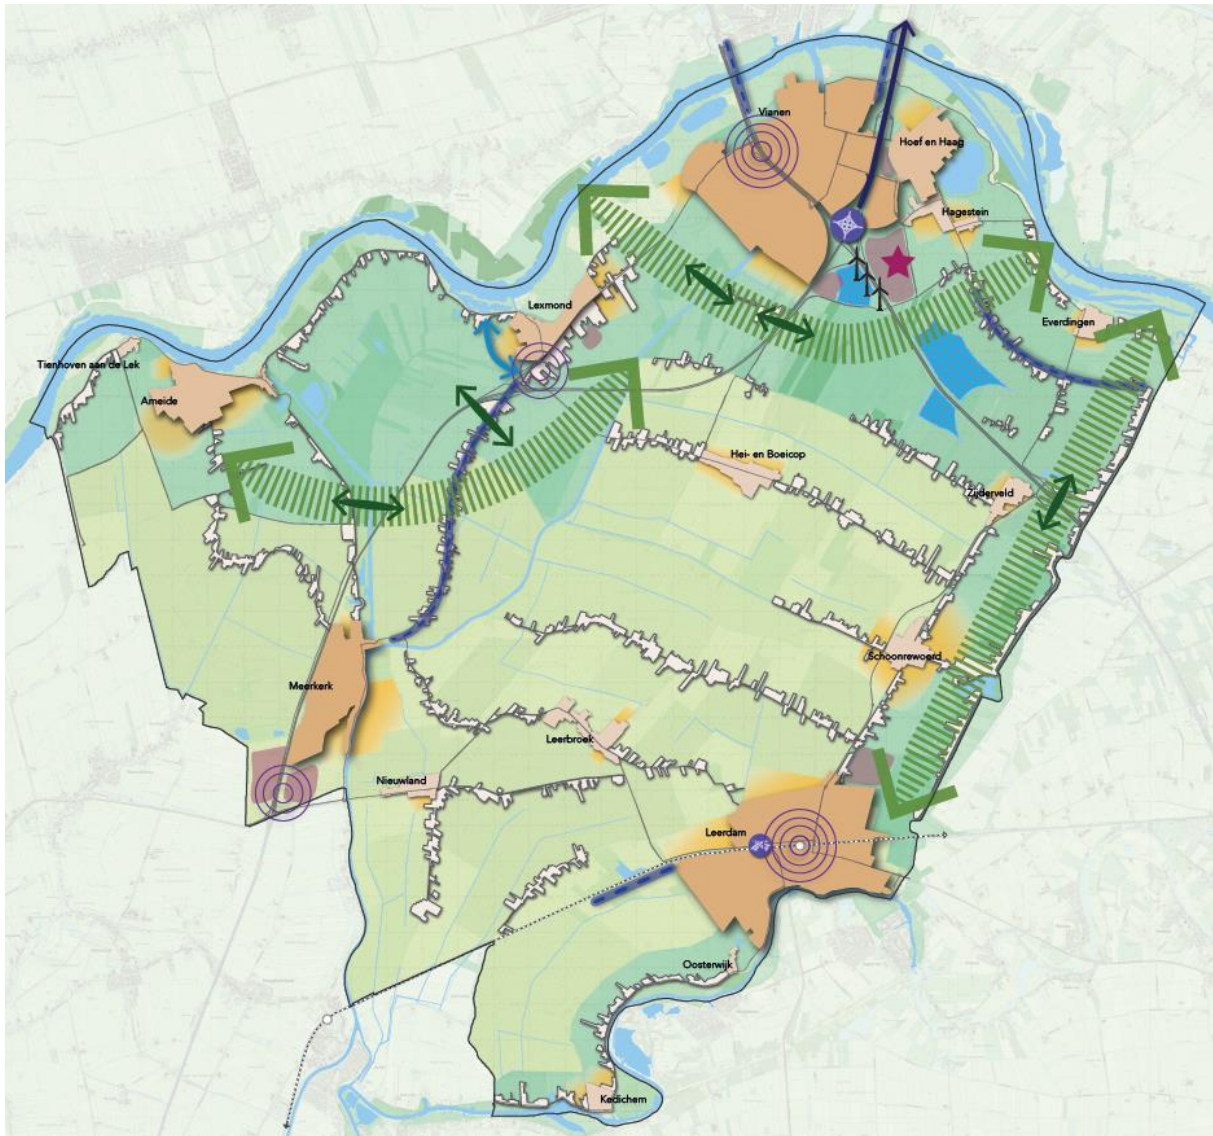 Vianen
Hoef en Haag
Hagestein
Lexmond
Everdingen
Tienhoven aan de Lek
Ameide
Hei- en Boeicop
Zijderveld
Schoonrewoerd
Meerkerk
Leerbroek
Nieuwland
Leerdam
Oosterwijk
Kedichem